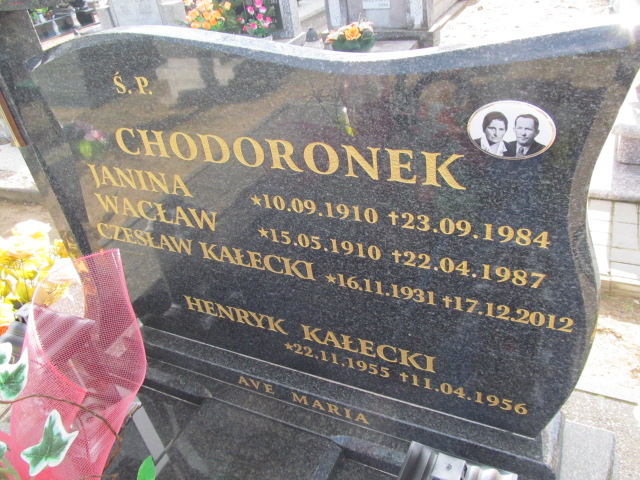 Ś. P.
CHODORONEK
JANINA ★10.09.1910 †23.09.1984
WACŁAW ★15.05.1910 †22.04.1987
CZESŁAW KAŁECKI ★16.11.1931 †17.12.2012
HENRYK KAŁECKI
★22.11.1955 †11.04.1956
AVE MARIA